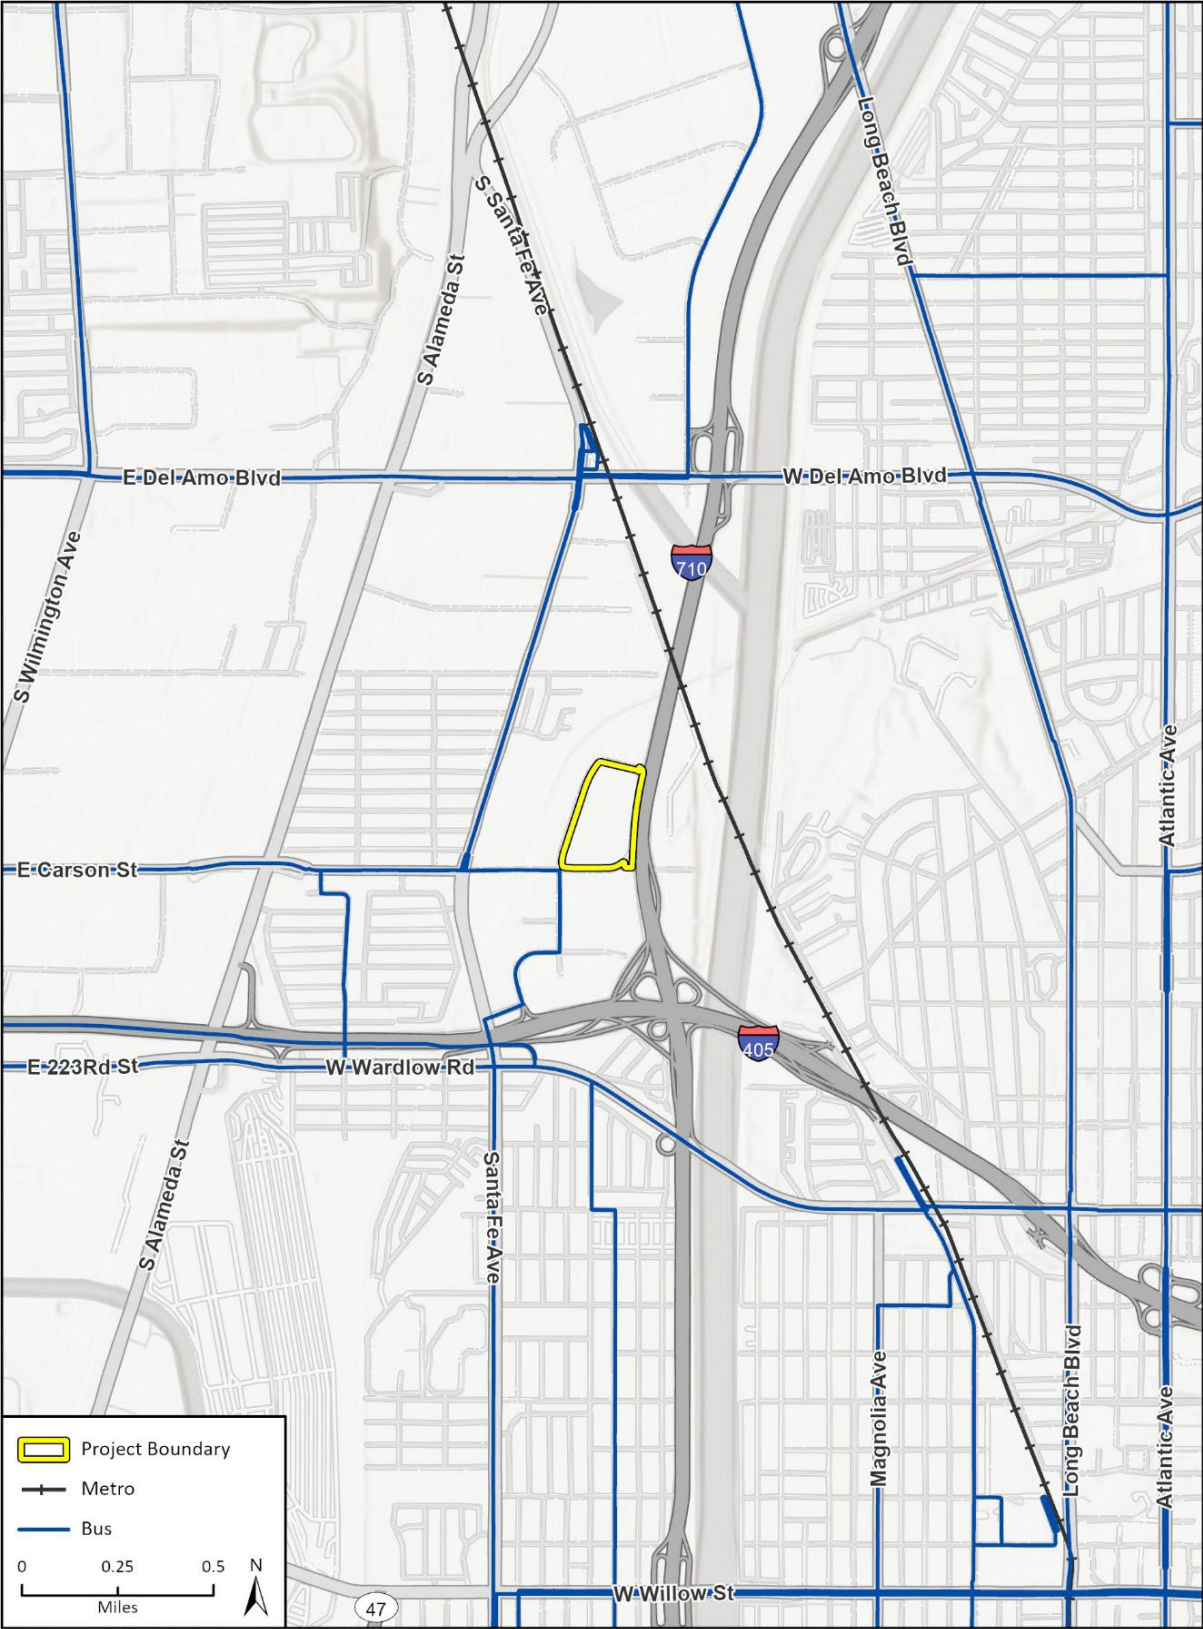 Long Beach Blvd
S Santa Fe Ave
S Alameda St
E Del Amo Blvd
W Del Amo Blvd
S Wilmington Ave
710
Atlantic Ave
E Carson St
405
E 223Rd St
W Wardlow Rd
S Alameda St
Santa Fe Ave
Magnolia Ave
Long Beach Blvd
Atlantic Ave
Project Boundary
Metro
Bus
0 0.25 0.5
Miles
N
47
W Willow St